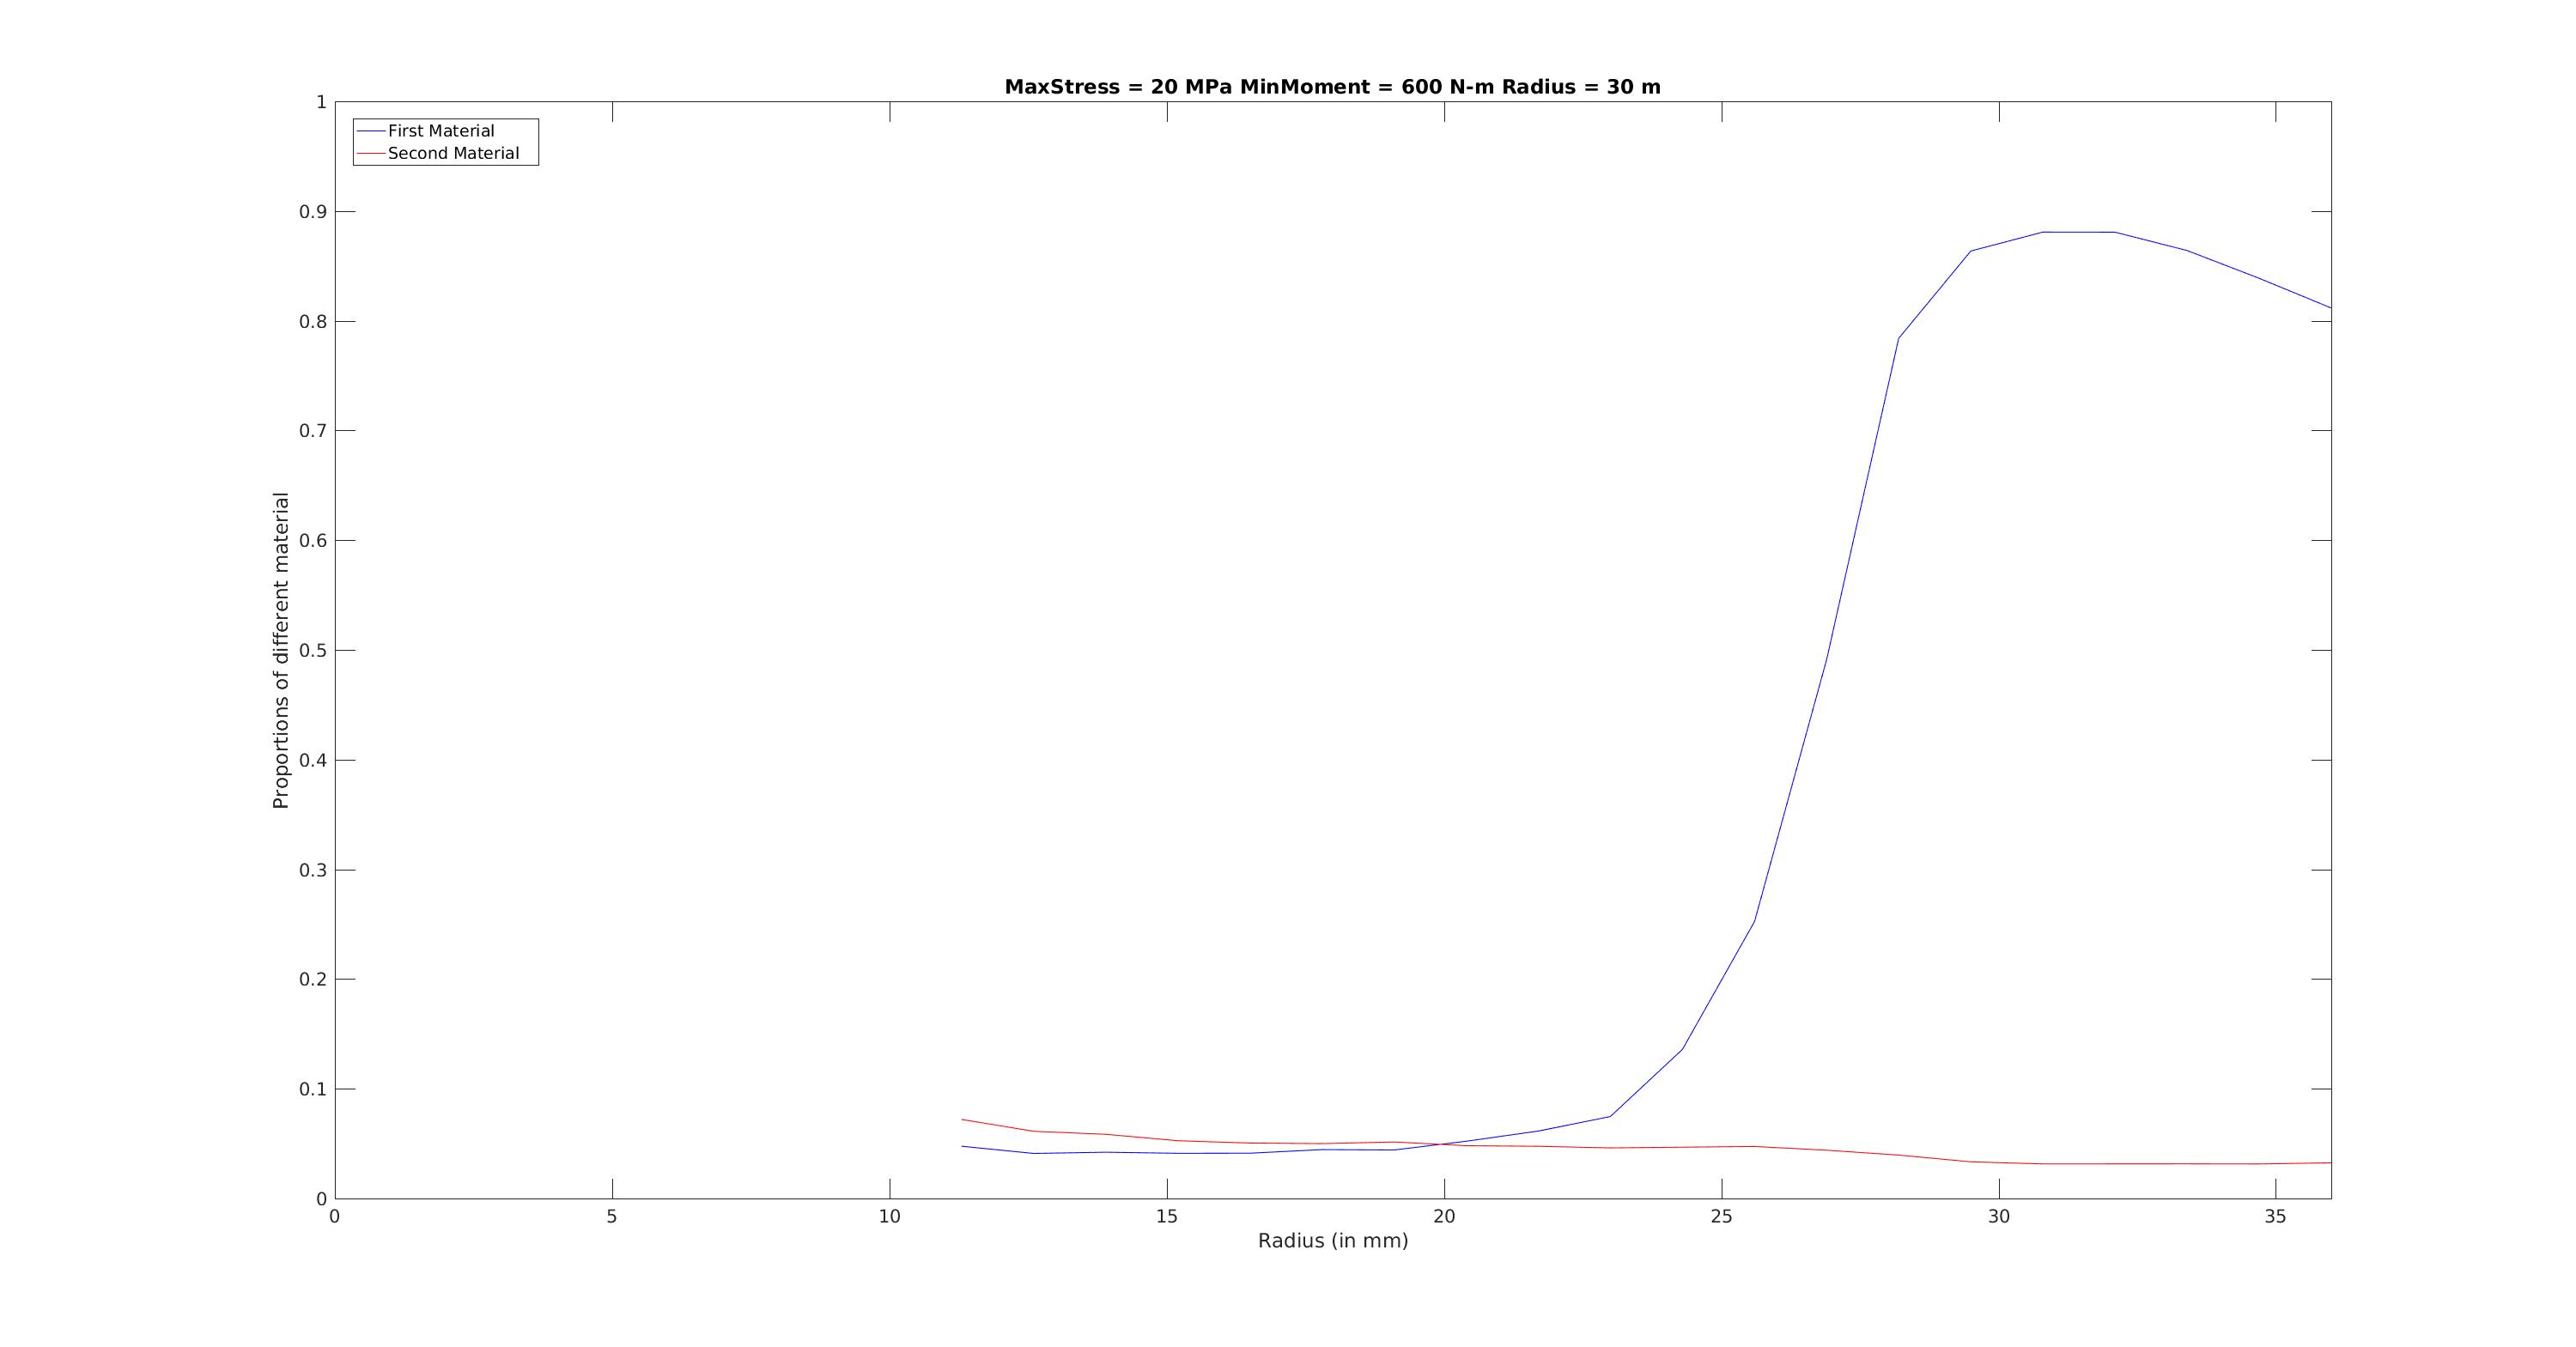 MaxStress = 20 MPa MinMoment = 600 N-m Radius = 30 m
First Material
Second Material
Proportions of different material
1
0.9
0.8
0.7
0.6
0.5
0.4
0.3
0.2
0.1
0
0 5 10 15 20 25 30 35
Radius (in mm)